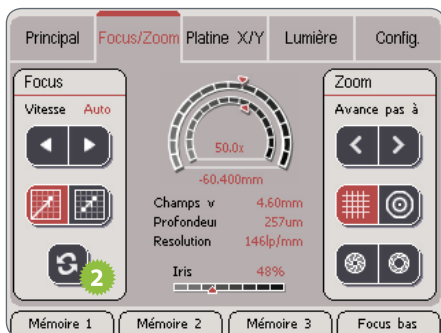 Principal Focus/Zoom Platine X/Y Lumière Config.
Focus
Vitesse Auto
2
50.0x
-60.400mm
Champs v 4.60mm
Profondeur 257um
Resolution 146lp/mm
Iris 48%
Zoom
Avance pas à
Mémoire 1 Mémoire 2 Mémoire 3 Focus bas